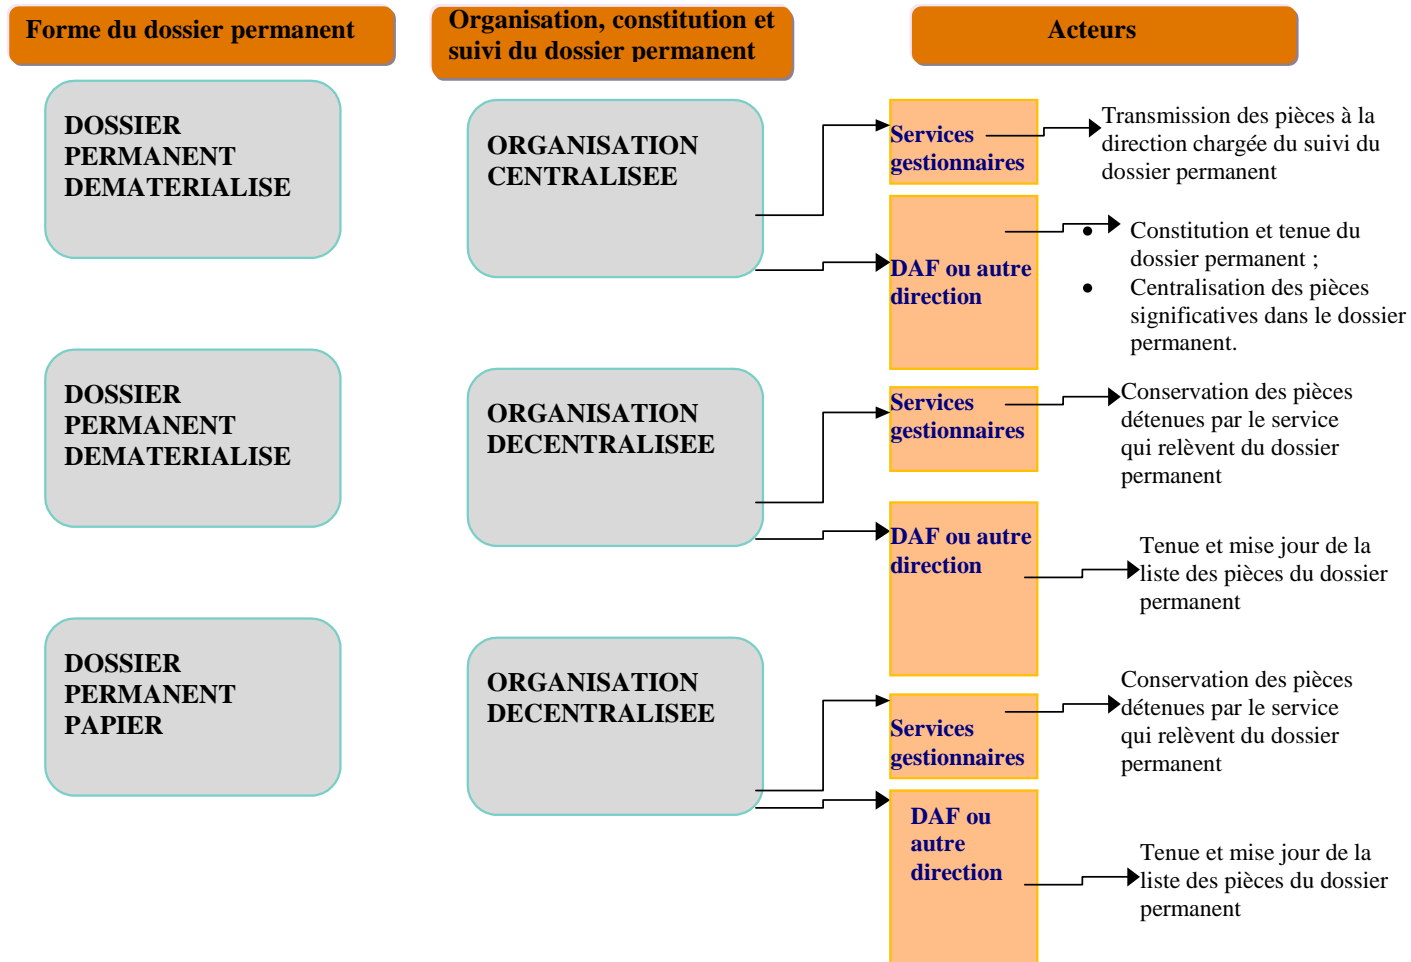 Forme du dossier permanent
Organisation, constitution et
suivi du dossier permanent
Acteurs
DOSSIER
PERMANENT
DEMATERIALISE
ORGANISATION
CENTRALISEE
Services
gestionnaires
Transmission des pièces à la
direction chargée du suivi du
dossier permanent
DAF ou autre
direction
• Constitution et tenue du
dossier permanent ;
• Centralisation des pièces
significatives dans le dossier
permanent.
DOSSIER
PERMANENT
DEMATERIALISE
ORGANISATION
DECENTRALISEE
Services
gestionnaires
Conservation des pièces
détenues par le service
qui relèvent du dossier
permanent
DAF ou autre
direction
Tenue et mise jour de la
liste des pièces du dossier
permanent
DOSSIER
PERMANENT
PAPIER
ORGANISATION
DECENTRALISEE
Services
gestionnaires
Conservation des pièces
détenues par le service
qui relèvent du dossier
permanent
DAF ou
autre
direction
Tenue et mise jour de la
liste des pièces du dossier
permanent